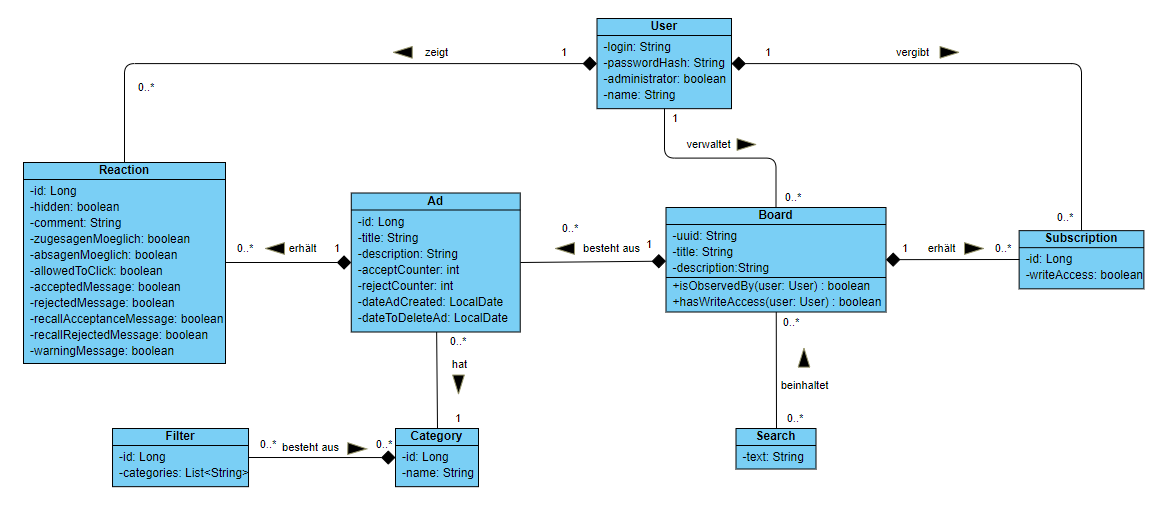 User
-login: String
-passwordHash: String
-administrator: boolean
-name: String
zeigt
1
0..*
1
vergibt
0..*
1
verwaltet
0..*
Reaction
-id: Long
-hidden: boolean
-comment: String
-zugesagenMoeglich: boolean
-absagenMoeglich: boolean
-allowedToClick: boolean
-acceptedMessage: boolean
-rejectedMessage: boolean
-recallAcceptanceMessage: boolean
-recallRejectedMessage: boolean
-warningMessage: boolean
0..*
erhält
1
Ad
-id: Long
-title: String
-description: String
-acceptCounter: int
-rejectCounter: int
-dateAdCreated: LocalDate
-dateToDeleteAd: LocalDate
0..*
besteht aus
1
Board
-uuid: String
-title: String
-description:String
+isObservedBy(user: User) : boolean
+hasWriteAccess(user: User) : boolean
1
erhält
0..*
Subscription
-id: Long
-writeAccess: boolean
0..*
hat
1
0..*
beinhaltet
0..*
Filter
-id: Long
-categories: List<String>
0..*
besteht aus
0..*
Category
-id: Long
-name: String
Search
-text: String